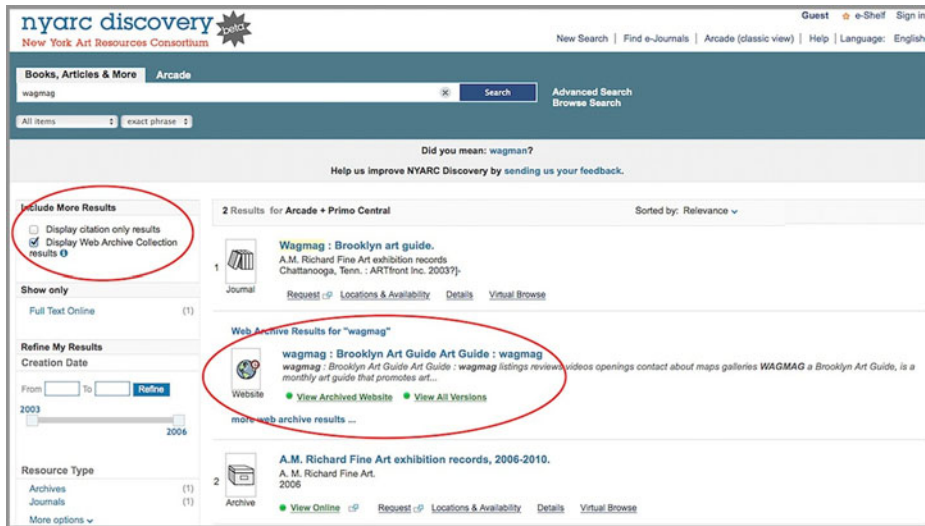 nyarc discovery
beta
New York Art Resources Consortium
Guest e-Shelf Sign in
New Search | Find e-Journals | Arcade (classic view) | Help | Language: English
Books, Articles & More Arcade
wagmag
Search
Advanced Search
Browse Search
All items exact phrase
Did you mean: wagman?
Help us improve NYARC Discovery by sending us your feedback.
Include More Results
Display citation only results
Display Web Archive Collection
results
Show only
Full Text Online (1)
Refine My Results
Creation Date
From To Refine
2003
2006
Resource Type
Archives (1)
Journals (1)
More options
2 Results for Arcade + Primo Central Sorted by: Relevance
1
Journal
Wagmag : Brooklyn art guide.
A.M. Richard Fine Art exhibition records
Chattanooga, Tenn. : ARTfront Inc. 2003?]-
Request Locations & Availability Details Virtual Browse
Web Archive Results for "wagmag"
Website
wagmag : Brooklyn Art Guide Art Guide : wagmag
wagmag : Brooklyn Art Guide Art Guide : wagmag listings reviews videos openings contact about maps galleries WAGMAG a Brooklyn Art Guide, is a
monthly art guide that promotes art...
View Archived Website View All Versions
more web archive results ...
2
Archive
A.M. Richard Fine Art exhibition records, 2006-2010.
A. M. Richard Fine Art.
2006
View Online Request Locations & Availability Details Virtual Browse